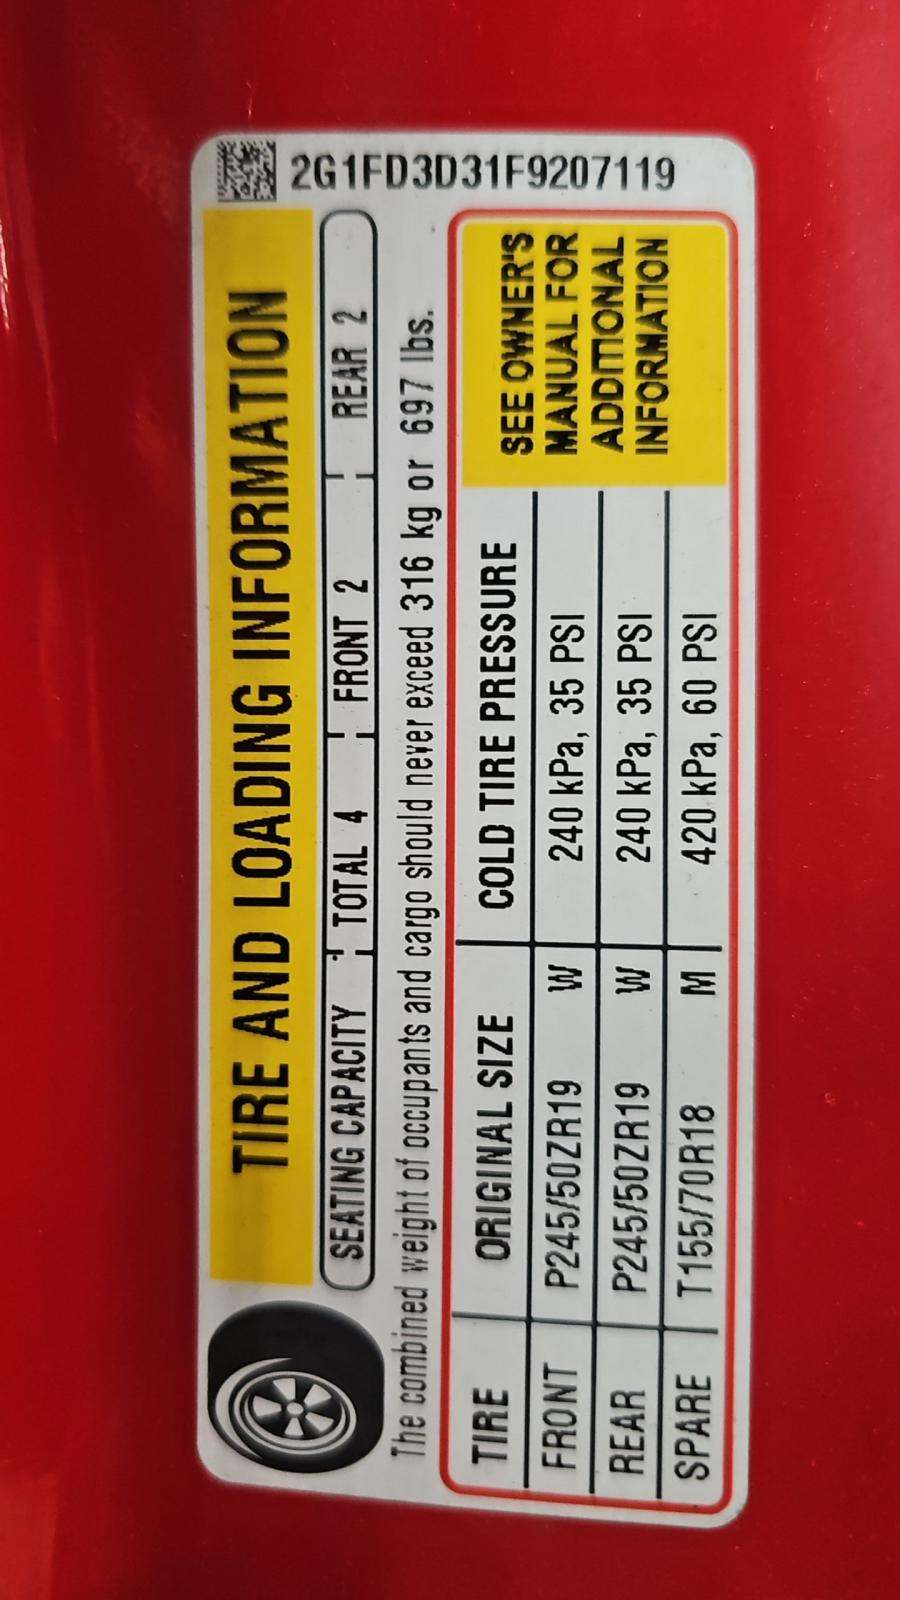 TIRE AND LOADING INFORMATION
SEATING CAPACITY TOTAL 4 FRONT 2 REAR 2
The combined weight of occupants and cargo should never exceed 316 kg or 697 lbs.
TIRE ORIGINAL SIZE COLD TIRE PRESSURE
FRONT P245/50ZR19 W 240 kPa, 35 PSI
REAR P245/50ZR19 W 240 kPa, 35 PSI
SPARE T155/70R18 M 420 kPa, 60 PSI
SEE OWNER'S
MANUAL FOR
ADDITIONAL
INFORMATION
2G1FD3D31F9207119